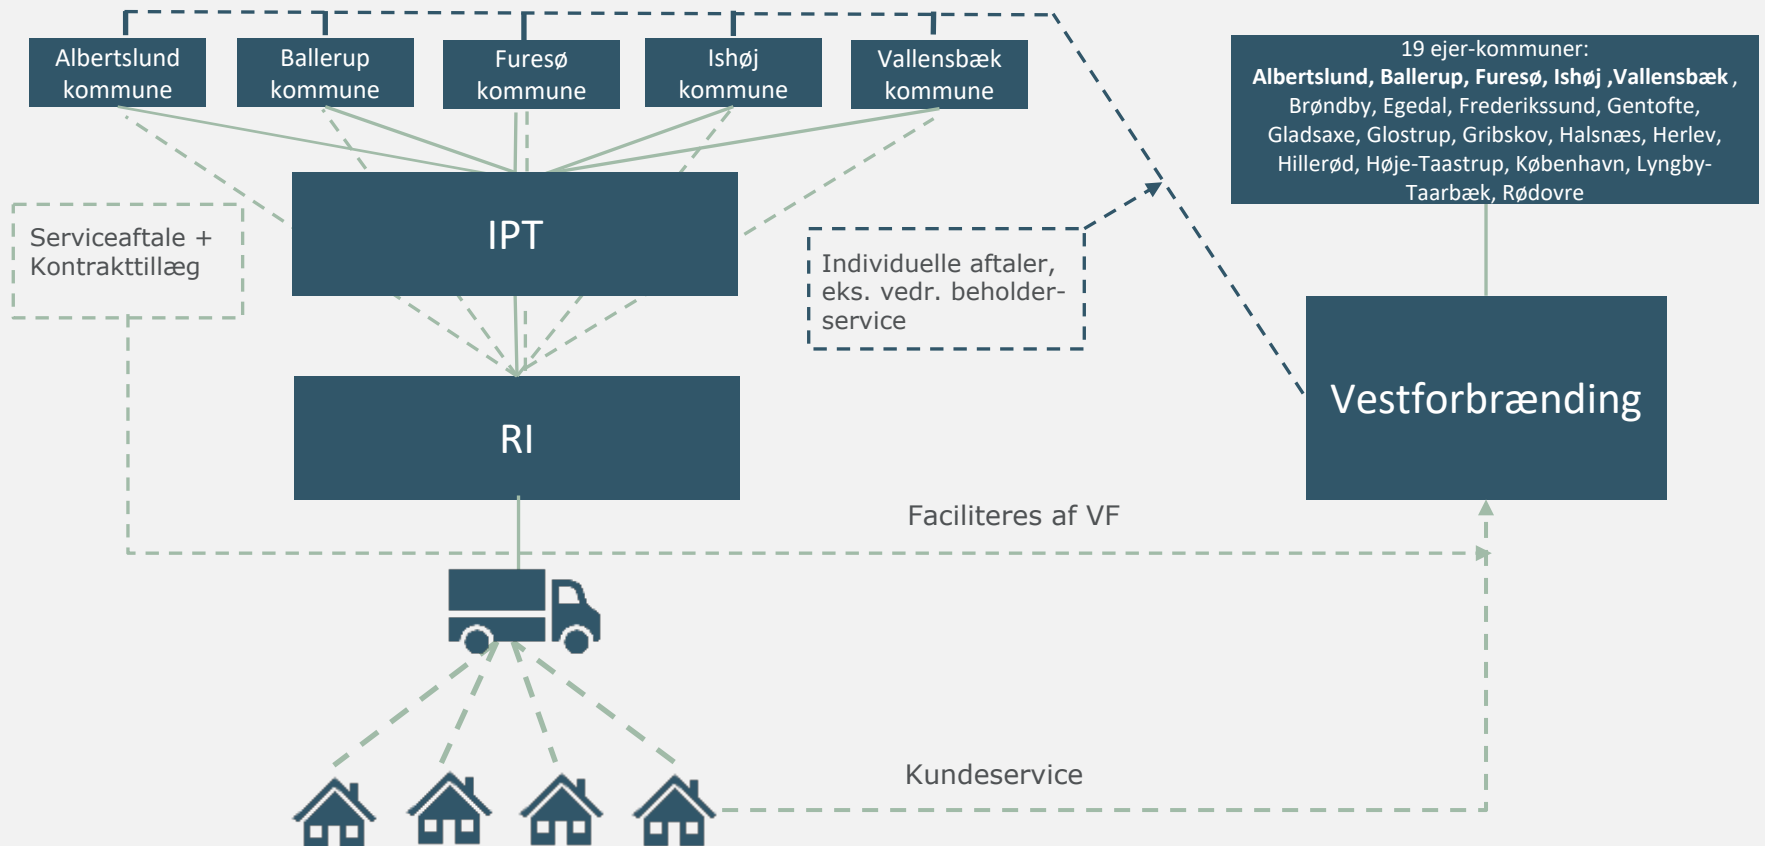 Albertslund
kommune
Ballerup
kommune
Furesø
kommune
Ishøj
kommune
Vallensbæk
kommune
19 ejer-kommuner:
Albertslund, Ballerup, Furesø, Ishøj ,Vallensbæk ,
Brøndby, Egedal, Frederikssund, Gentofte,
Gladsaxe, Glostrup, Gribskov, Halsnæs, Herlev,
Hillerød, Høje-Taastrup, København, Lyngby-
Taarbæk, Rødovre
Serviceaftale +
Kontrakttillæg
IPT
Individuelle aftaler,
eks. vedr. beholder-
service
Vestforbrænding
RI
Faciliteres af VF
Kundeservice